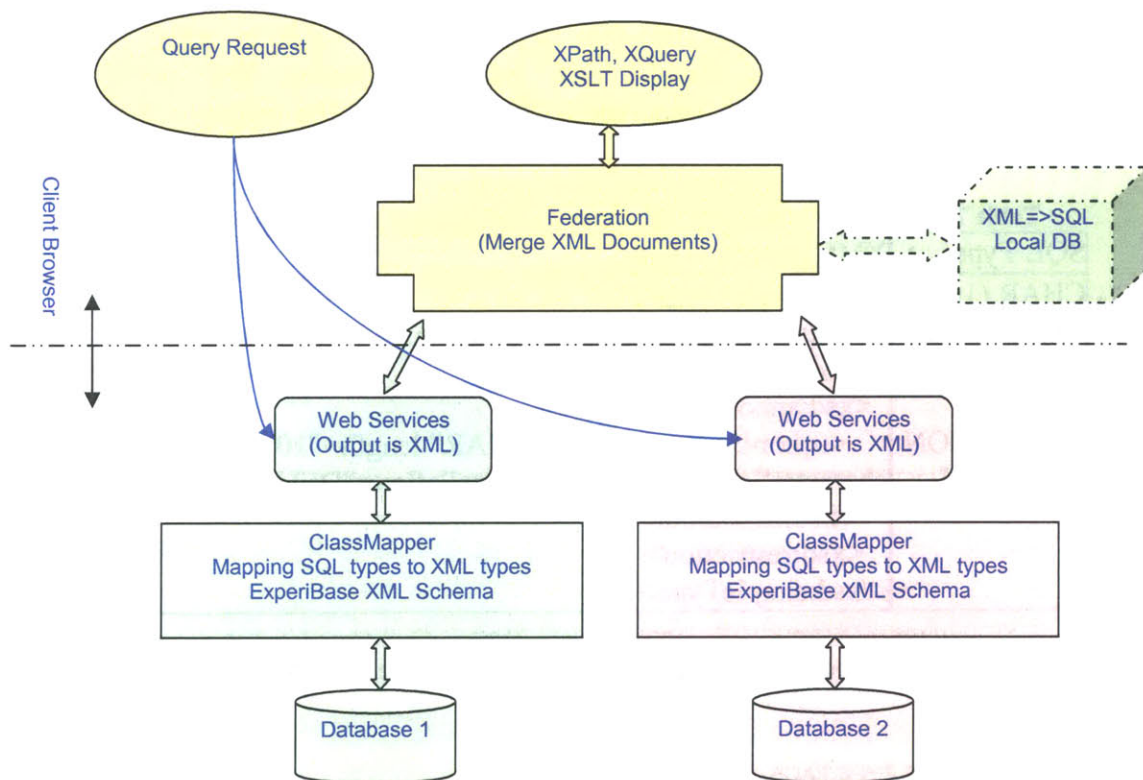 Query Request
XPath, XQuery
XSLT Display
Client Browser
Federation
(Merge XML Documents)
XML=>SQL
Local DB
Web Services
(Output is XML)
Web Services
(Output is XML)
ClassMapper
Mapping SQL types to XML types
ExperiBase XML Schema
ClassMapper
Mapping SQL types to XML types
ExperiBase XML Schema
Database 1
Database 2